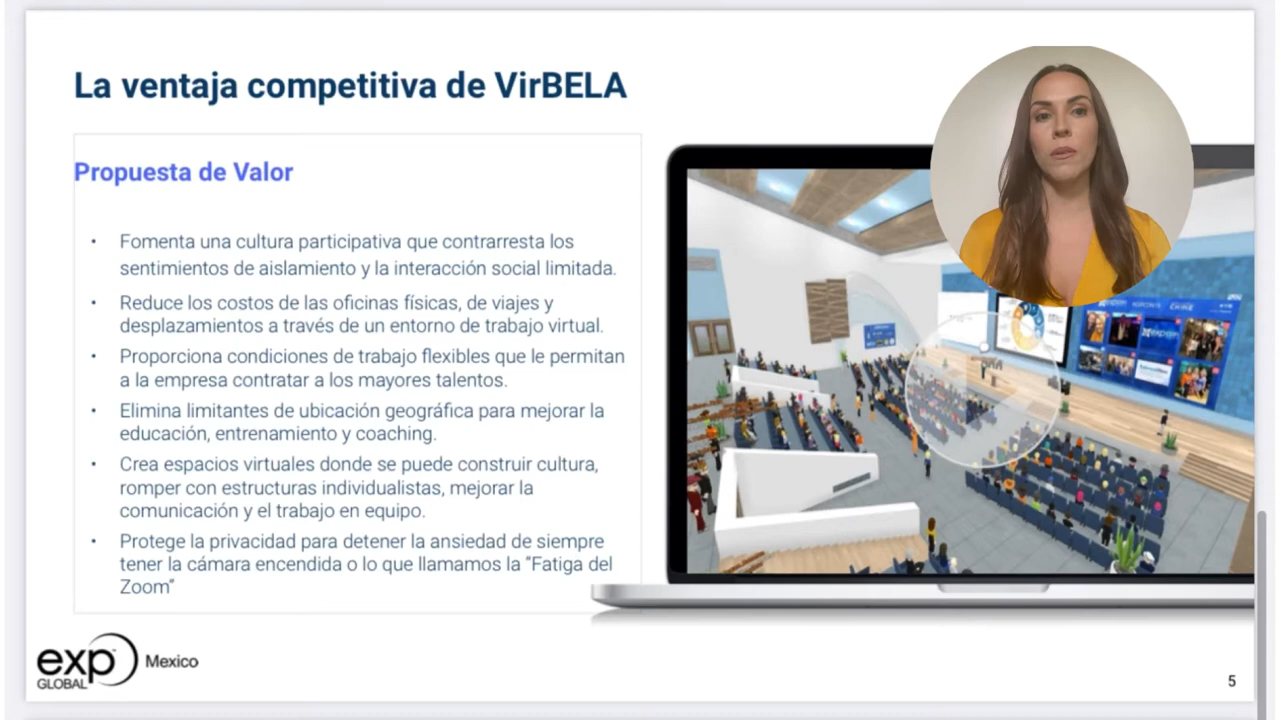 La ventaja competitiva de VirBELA
Propuesta de Valor
• Fomenta una cultura participativa que contrarresta los
sentimientos de aislamiento y la interacción social limitada.
• Reduce los costos de las oficinas físicas, de viajes y
desplazamientos a través de un entorno de trabajo virtual.
• Proporciona condiciones de trabajo flexibles que le permitan
a la empresa contratar a los mayores talentos.
• Elimina limitantes de ubicación geográfica para mejorar la
educación, entrenamiento y coaching.
• Crea espacios virtuales donde se puede construir cultura,
romper con estructuras individualistas, mejorar la
comunicación y el trabajo en equipo.
• Protege la privacidad para detener la ansiedad de siempre
tener la cámara encendida o lo que llamamos la “Fatiga del
Zoom”
exp
GLOBAL
Mexico
5